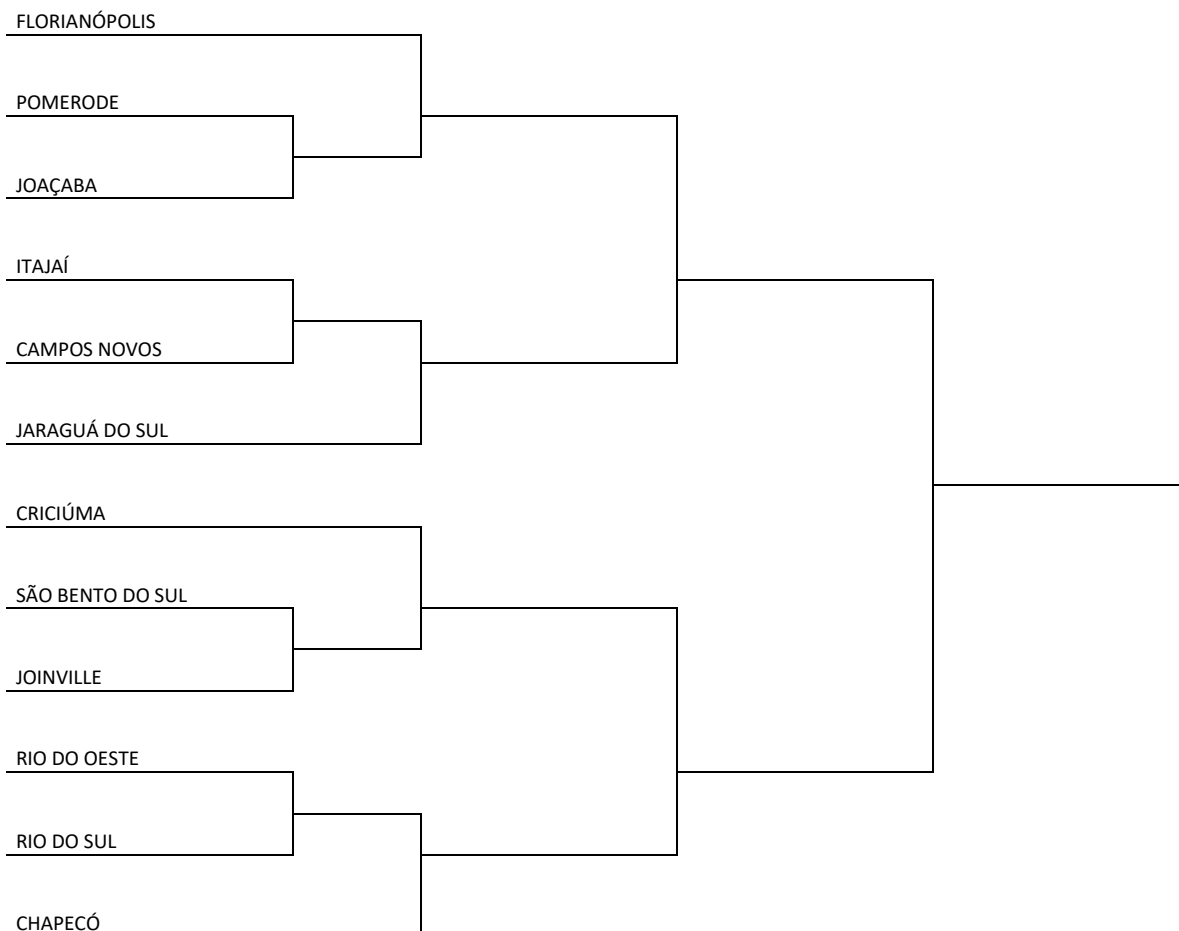 FLORIANÓPOLIS
POMERODE
JOAÇABA
ITAJAÍ
CAMPOS NOVOS
JARAGUÁ DO SUL
CRICIÚMA
SÃO BENTO DO SUL
JOINVILLE
RIO DO OESTE
RIO DO SUL
CHAPECÓ